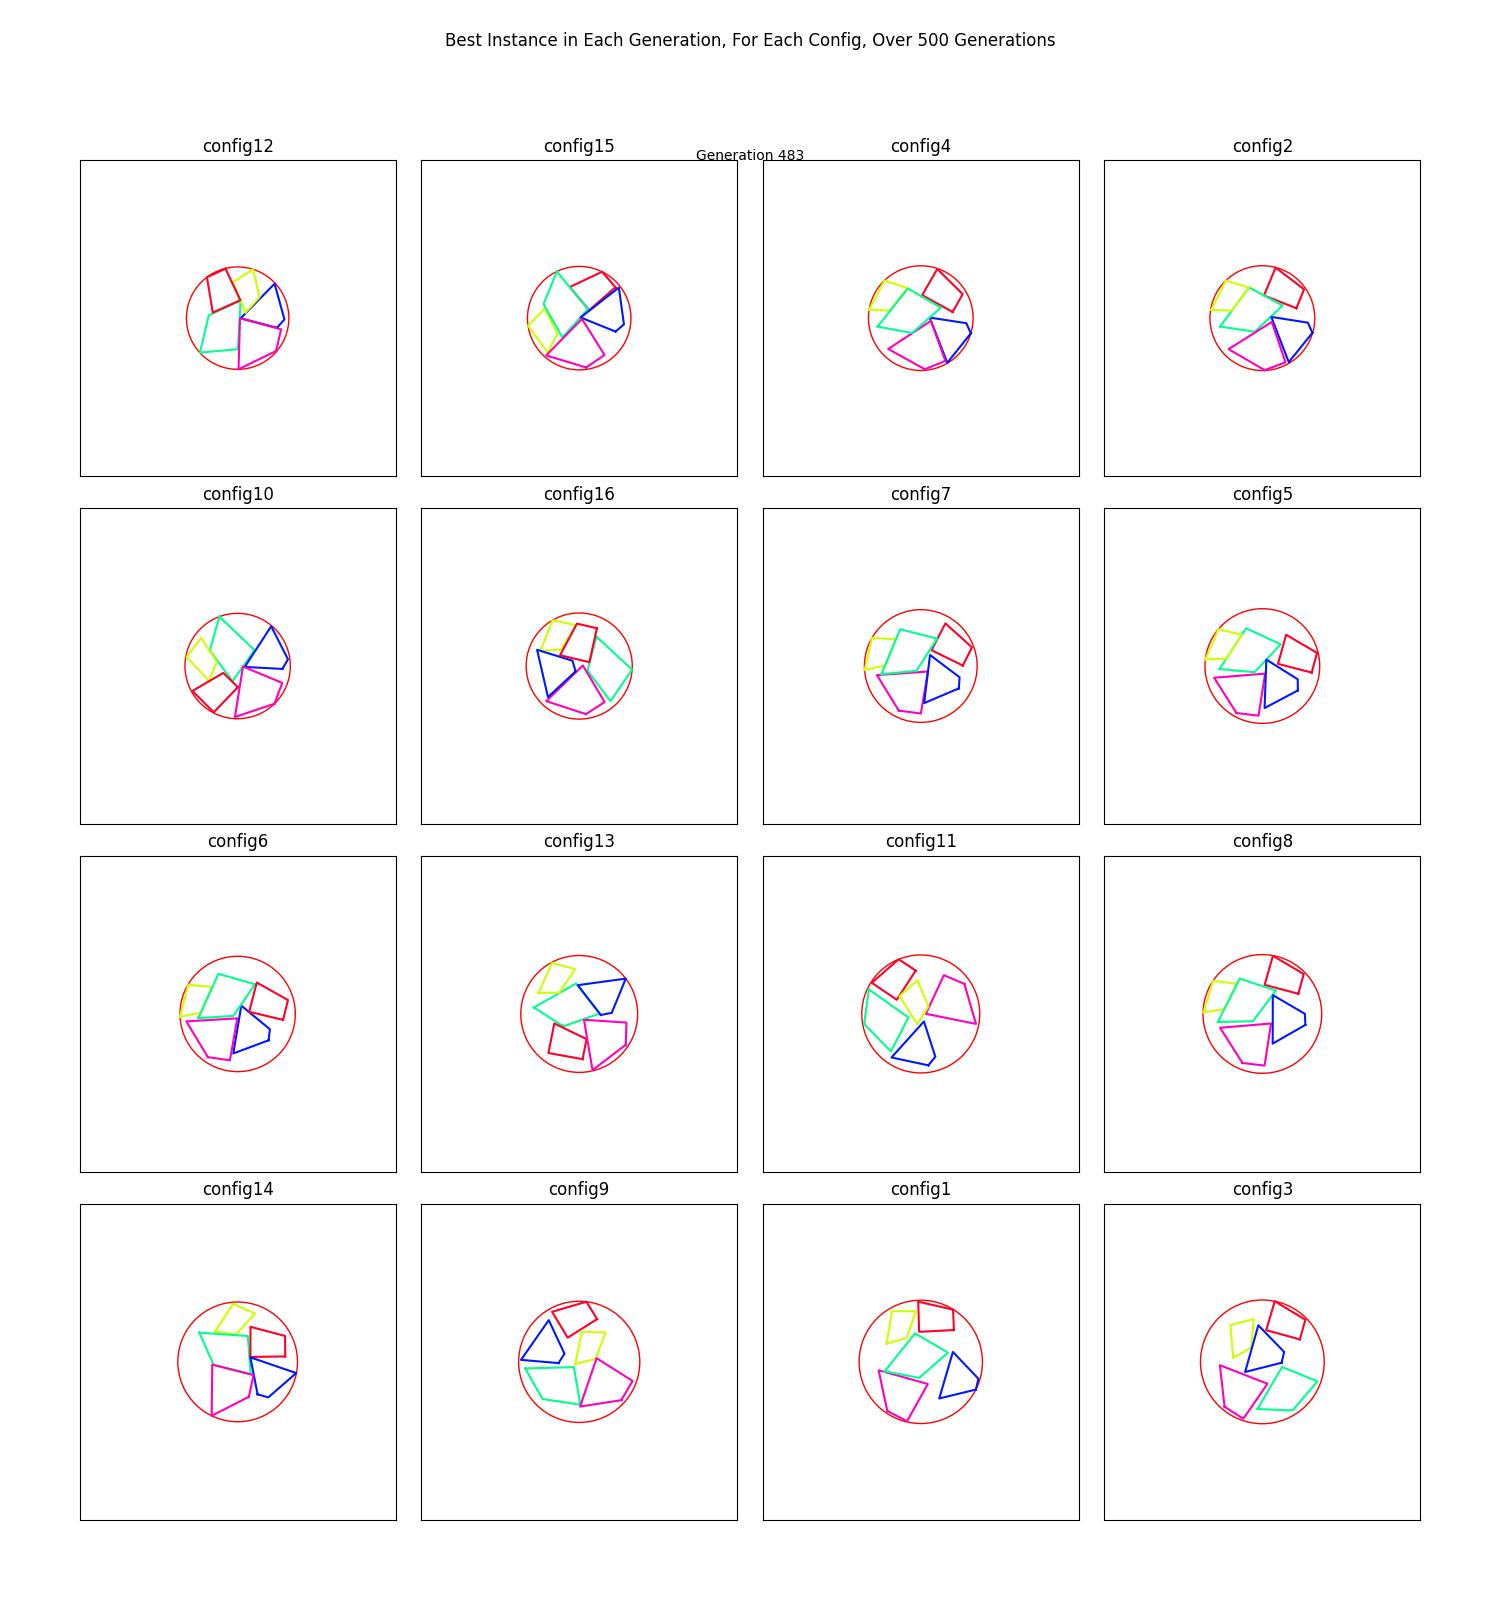 Best Instance in Each Generation, For Each Config, Over 500 Generations
config12
config15
Generation 483
config4
config2
config10
config16
config7
config5
config6
config13
config11
config8
config14
config9
config1
config3